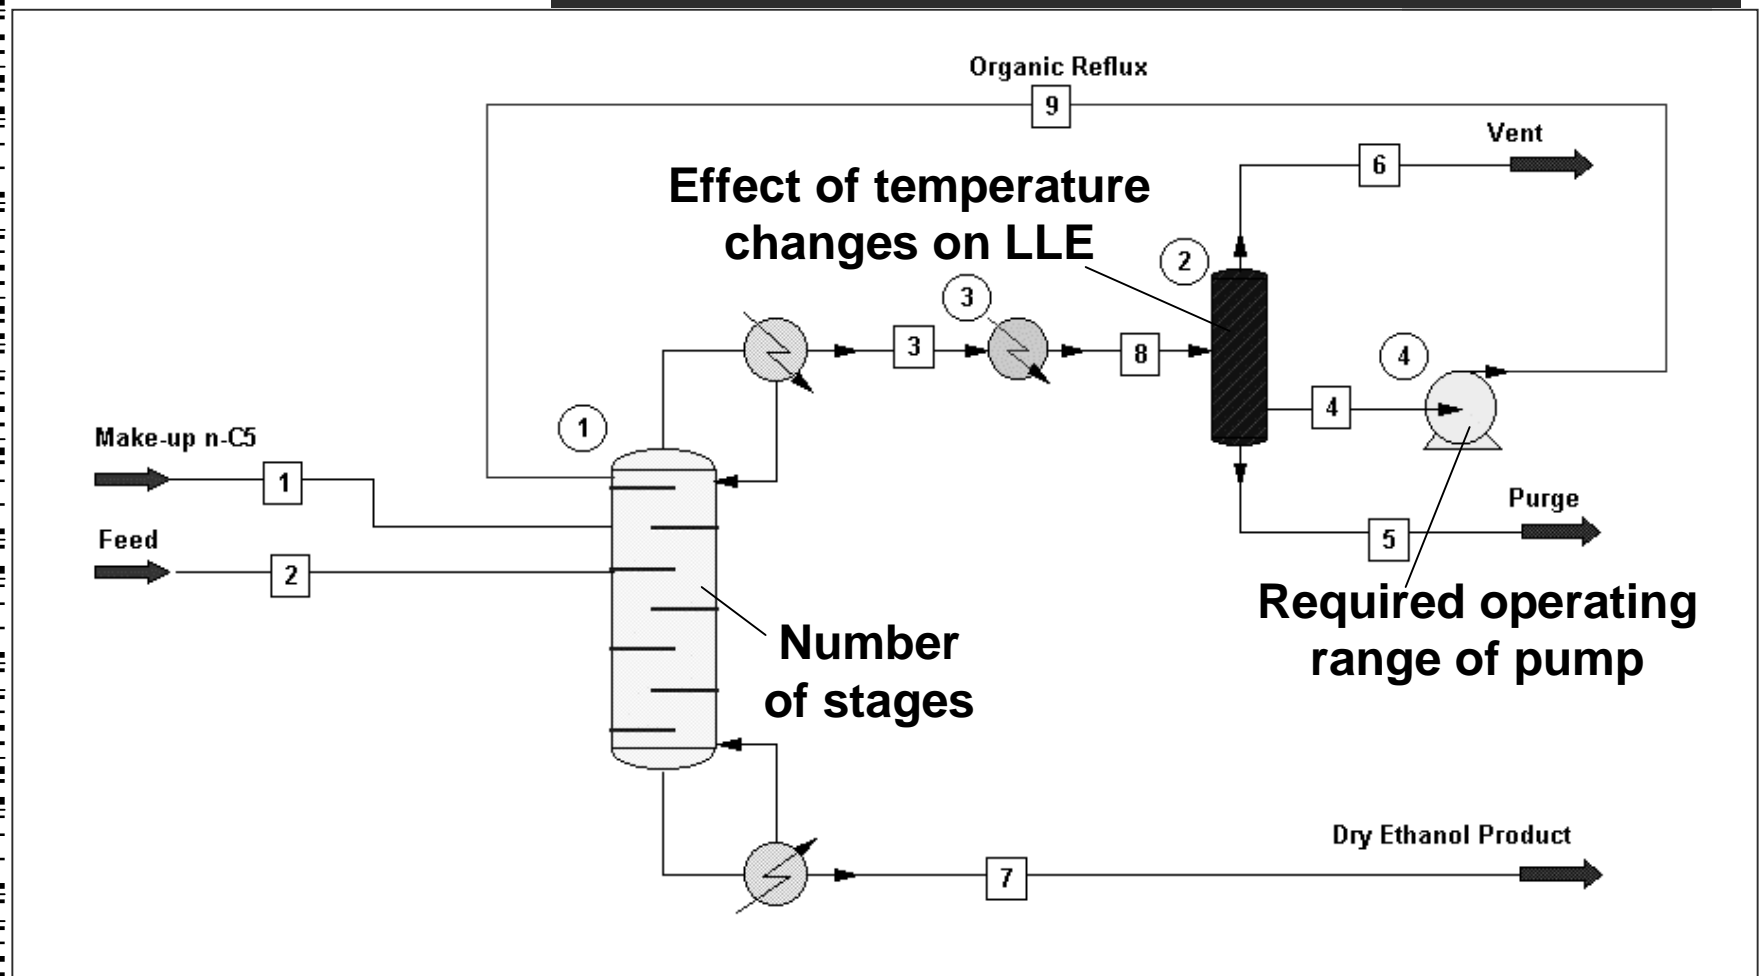 Organic Reflux
9
Vent
6
Effect of temperature
changes on LLE
2
3
3
8
4
4
1
Make-up n-C5
1
Purge
5
Feed
2
Required operating
range of pump
Number
of stages
Dry Ethanol Product
7